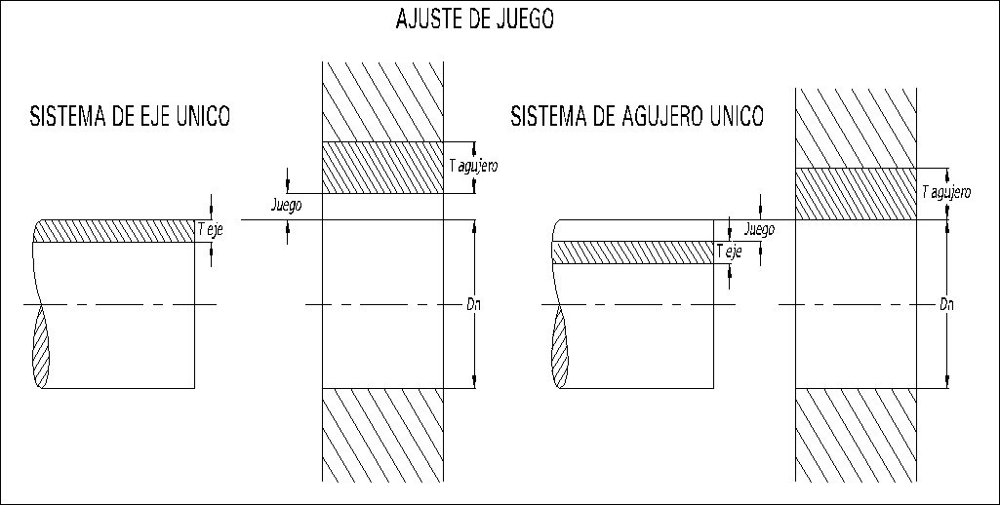 AJUSTE DE JUEGO
SISTEMA DE EJE UNICO
T agujero
Juego
T eje
Dn
SISTEMA DE AGUJERO UNICO
T agujero
Juego
T eje
Dn